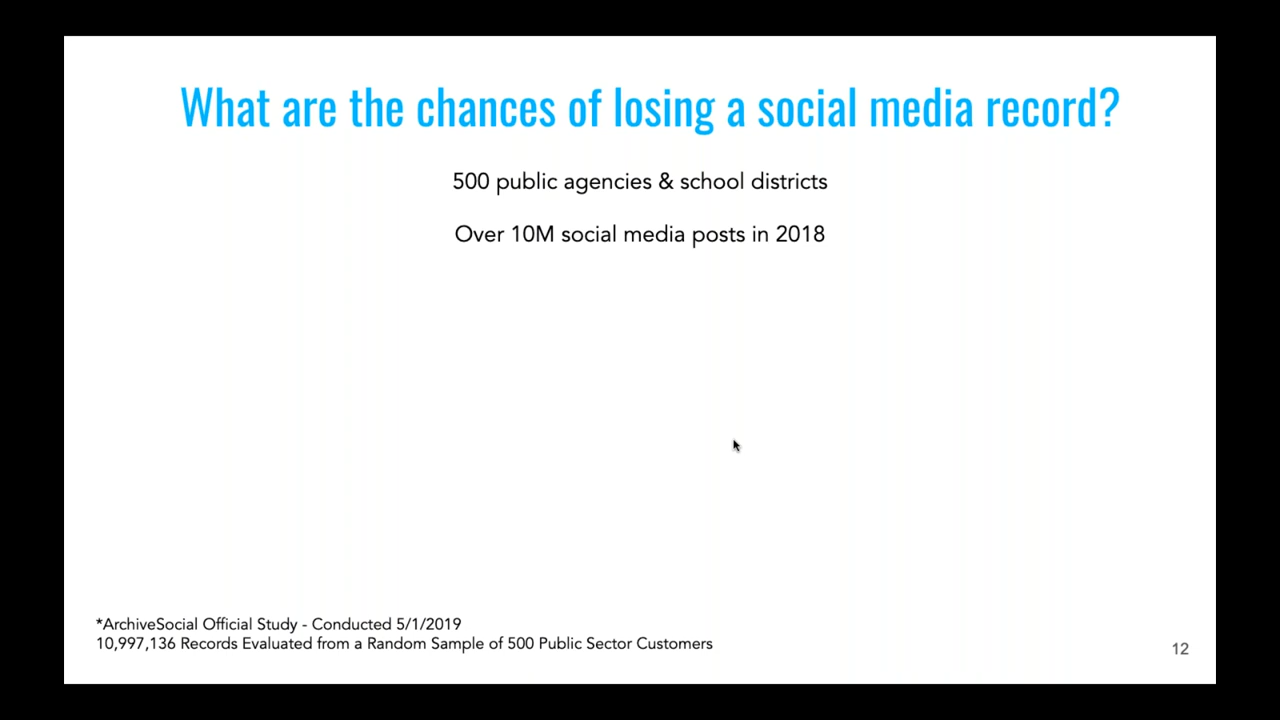 What are the chances of losing a social media record?
500 public agencies & school districts
Over 10M social media posts in 2018
*ArchiveSocial Official Study - Conducted 5/1/2019
10,997,136 Records Evaluated from a Random Sample of 500 Public Sector Customers
12